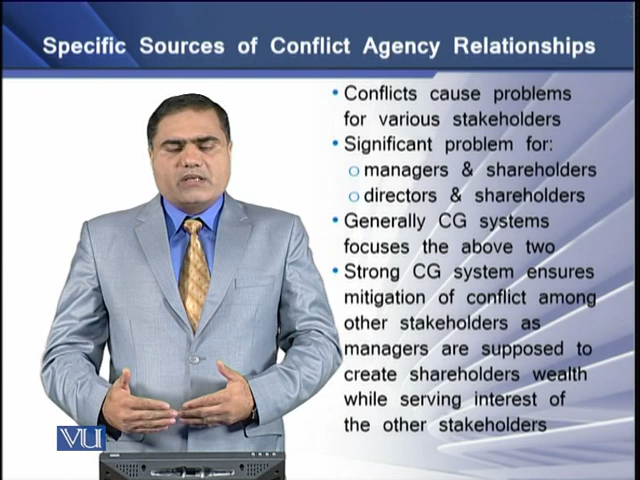 Specific Sources of Conflict Agency Relationships
• Conflicts cause problems
for various stakeholders
• Significant problem for:
o managers & shareholders
o directors & shareholders
• Generally CG systems
focuses the above two
• Strong CG system ensures
mitigation of conflict among
other stakeholders as
managers are supposed to
create shareholders wealth
while serving interest of
the other stakeholders
VU